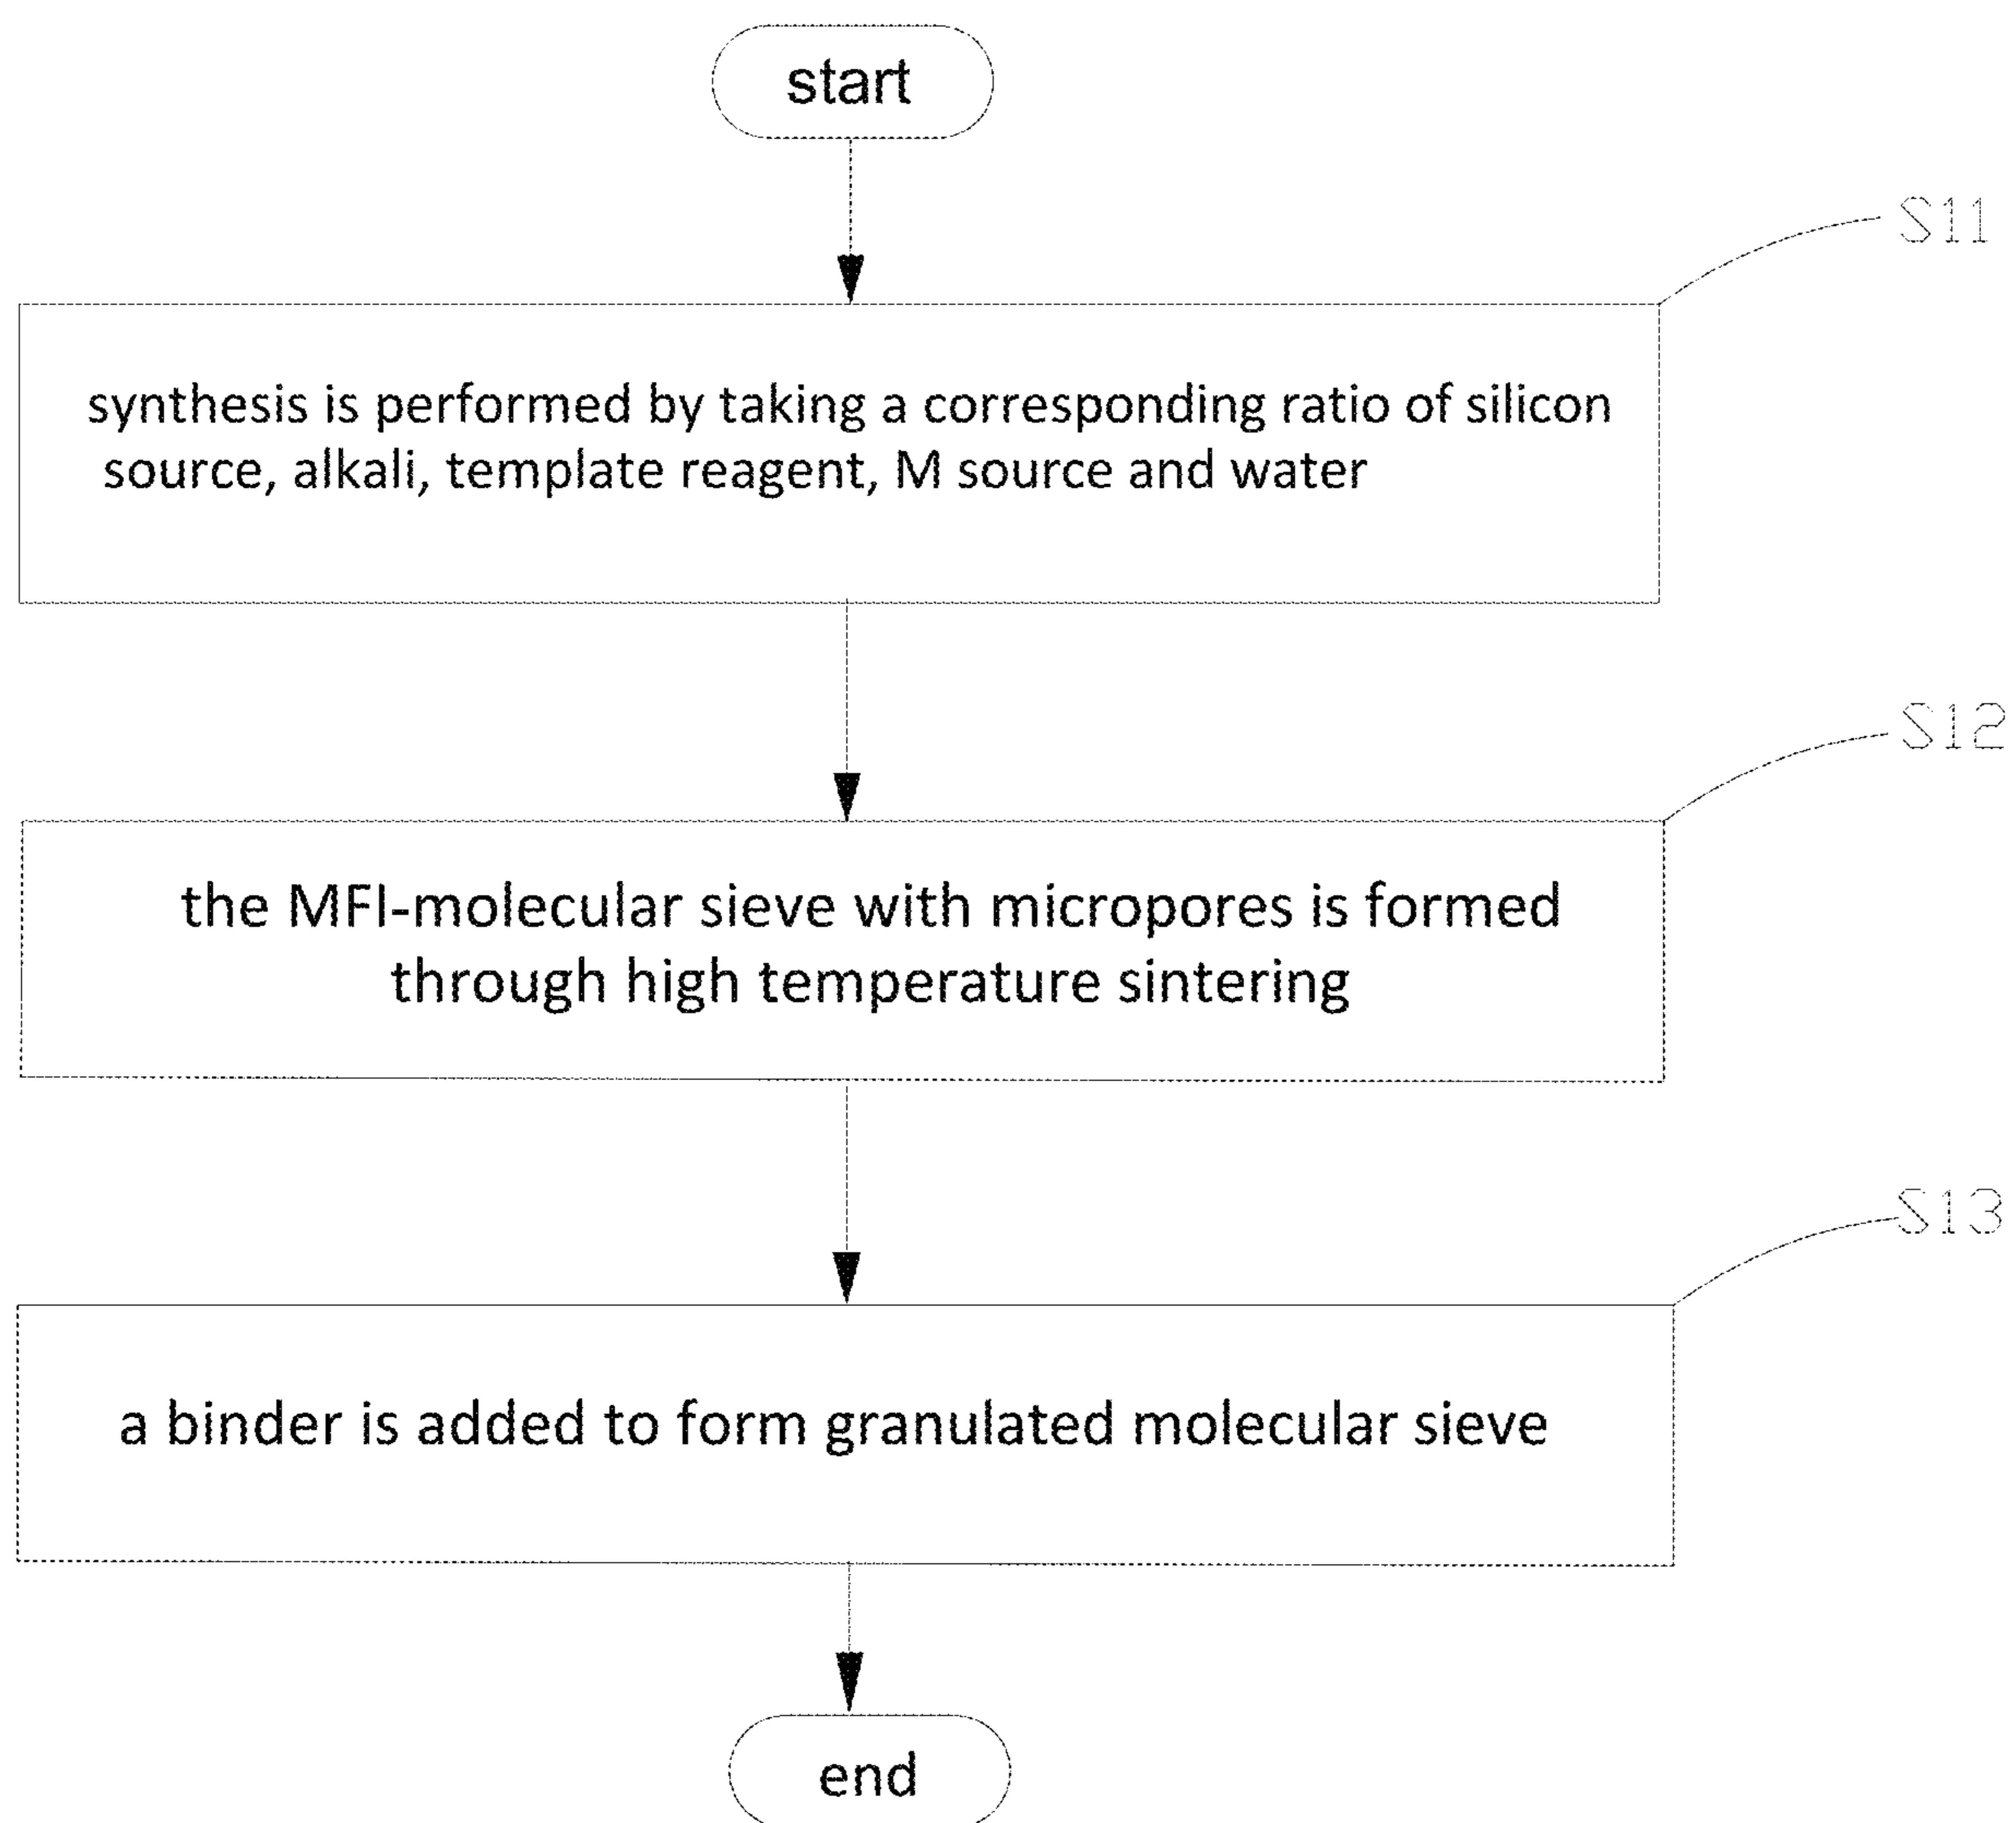 start
S11
synthesis is performed by taking a corresponding ratio of silicon
source, alkali, template reagent, M source and water
S12
the MFI-molecular sieve with micropores is formed
through high temperature sintering
S13
a binder is added to form granulated molecular sieve
end